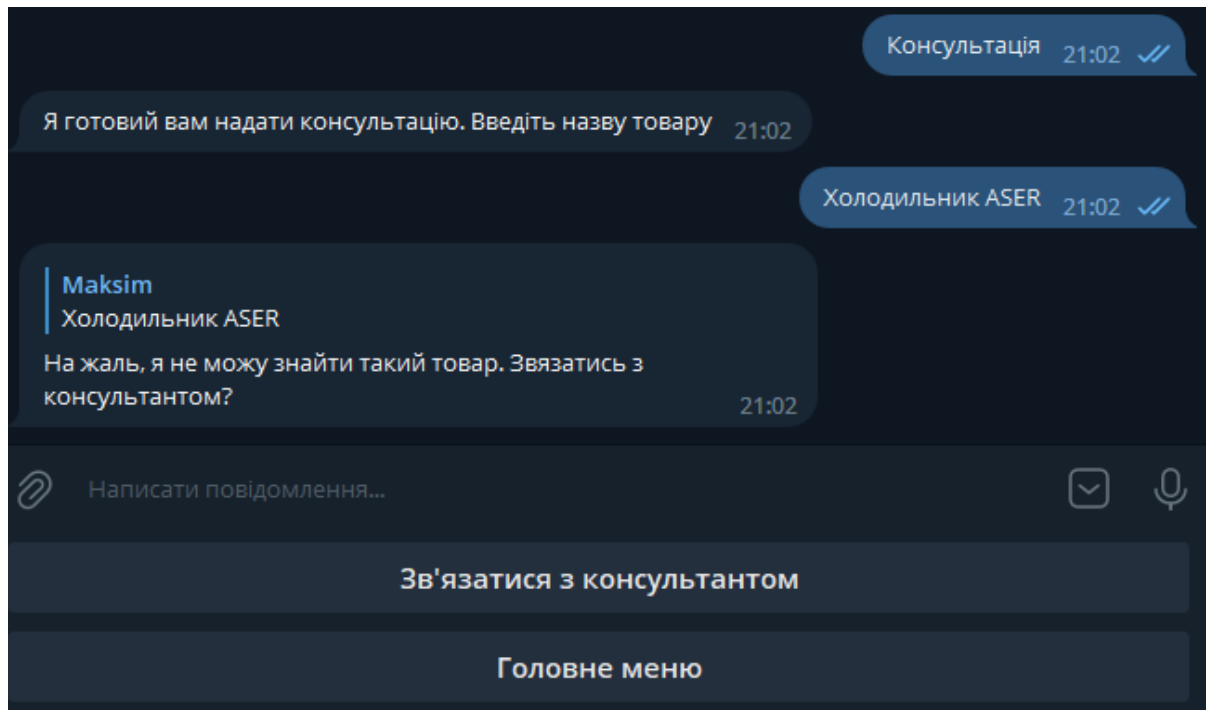 Консультація 21:02
Я готовий вам надати консультацію. Введіть назву товару 21:02
Холодильник ASER 21:02
Maksim
Холодильник ASER
На жаль, я не можу знайти такий товар. Звязатись з
консультантом? 21:02
Написати повідомлення...
Зв'язатися з консультантом
Головне меню